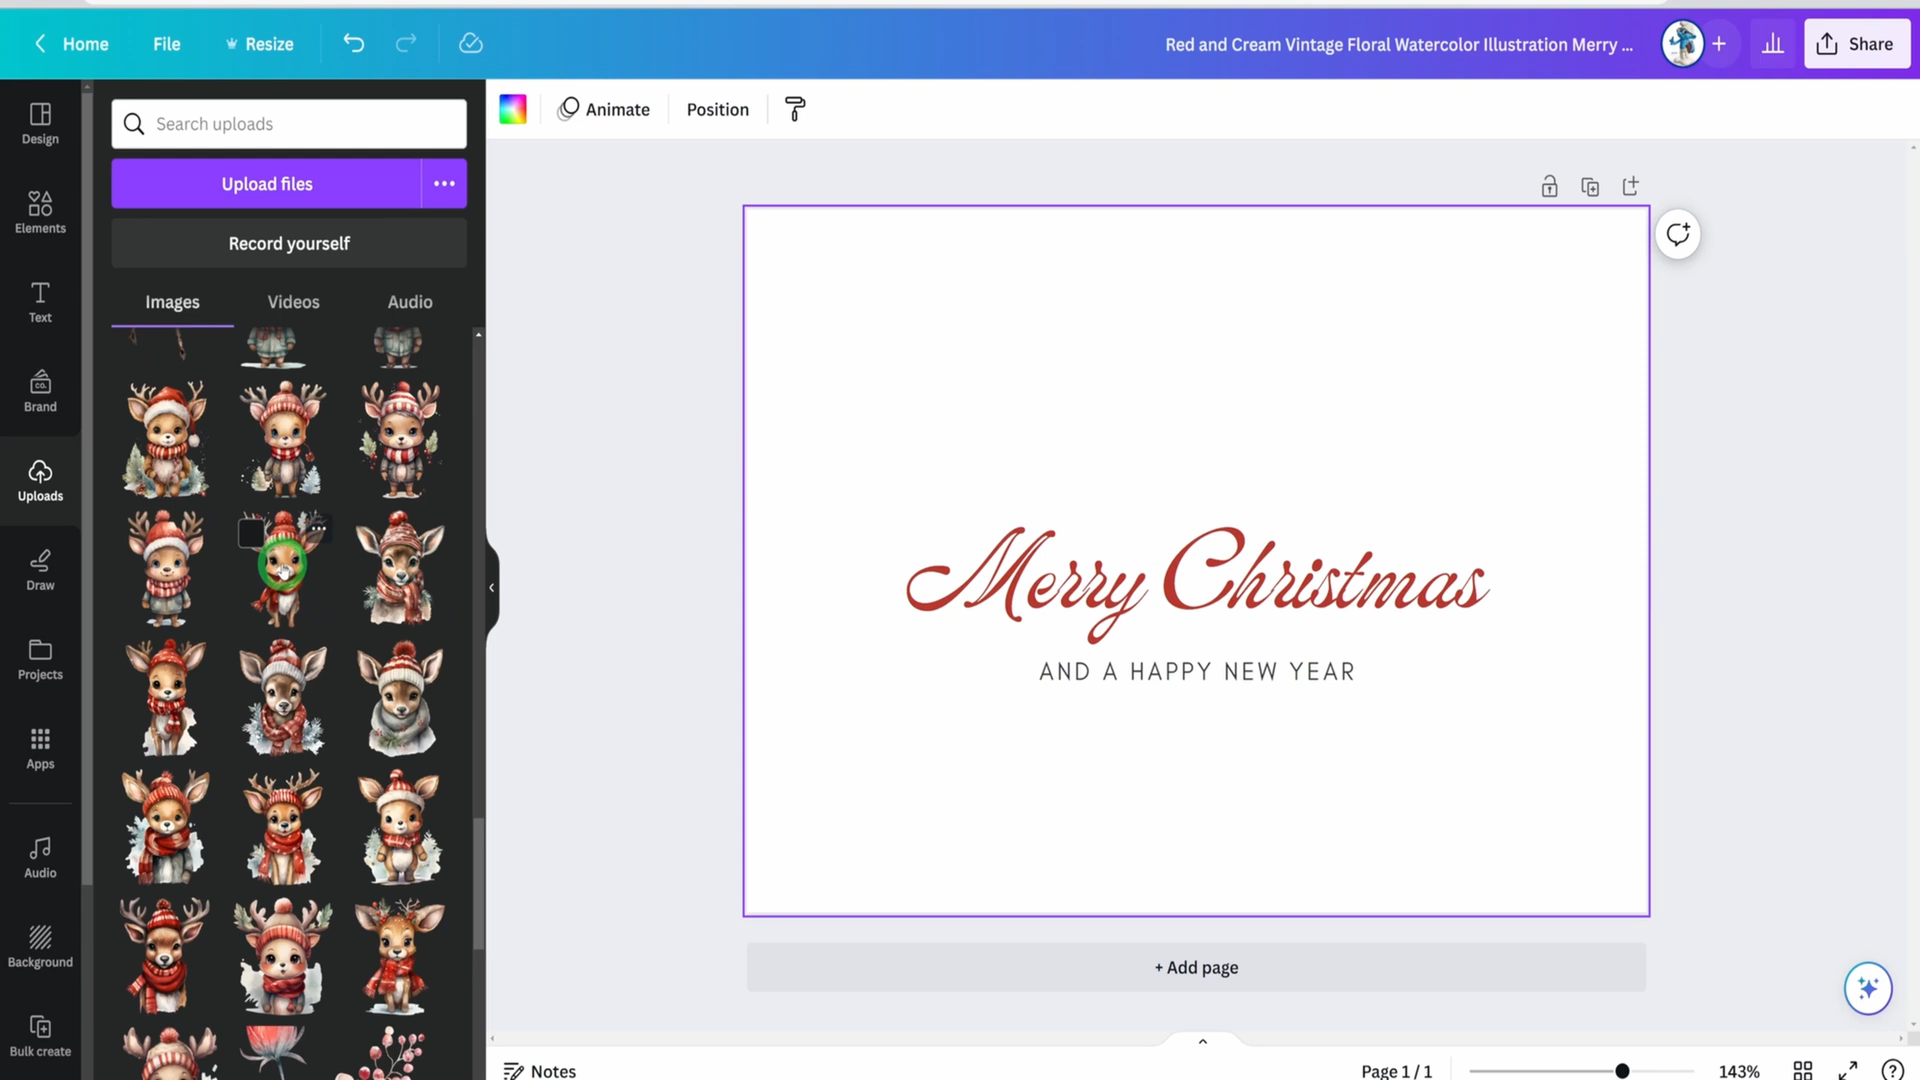 Home
File
Resize
Red and Cream Vintage Floral Watercolor Illustration Merry ...
Share
Design
Elements
Text
Brand
CO.
Uploads
Draw
Projects
Apps
Audio
Background
Bulk create
Search uploads
Upload files
Record yourself
Images
Videos
Audio
Animate
Position
Merry Christmas
AND A HAPPY NEW YEAR
+ Add page
Notes
Page 1 / 1
143%